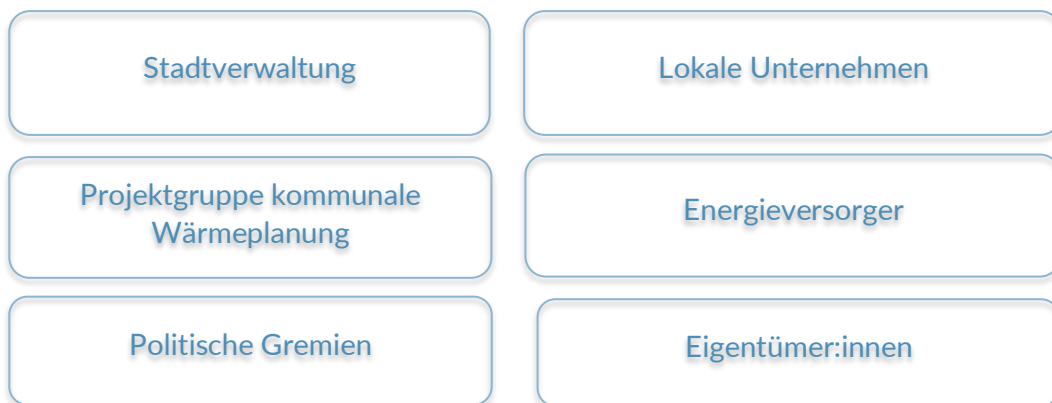 Stadtverwaltung
Lokale Unternehmen
Projektgruppe kommunale
Wärmeplanung
Energieversorger
Politische Gremien
Eigentümer:innen